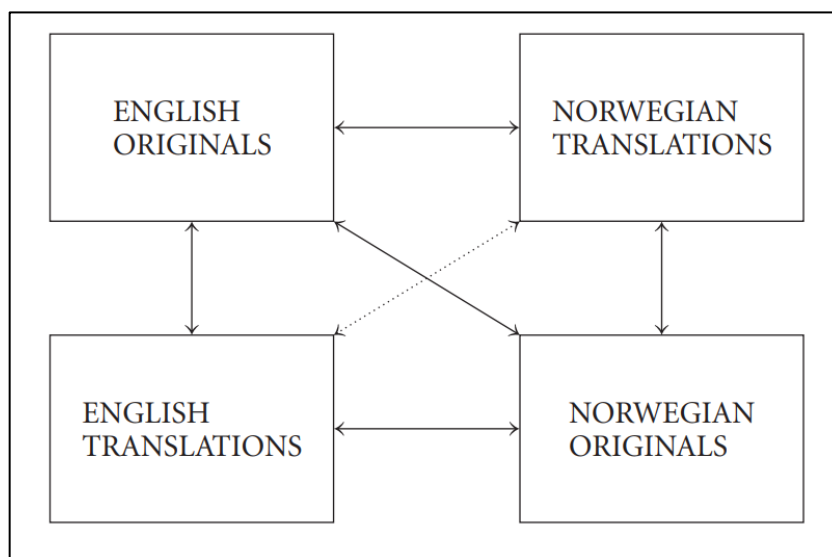 ENGLISH
ORIGINALS
NORWEGIAN
TRANSLATIONS
ENGLISH
TRANSLATIONS
NORWEGIAN
ORIGINALS